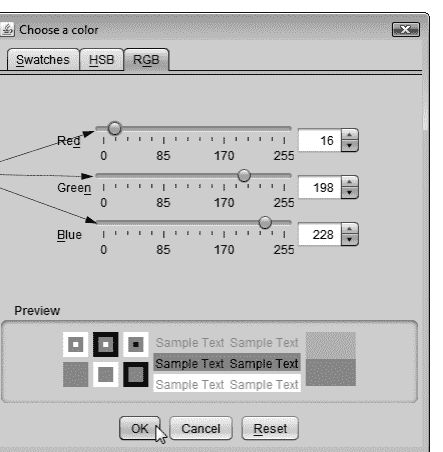 Choose a color
Swatches HSB RGB
Red 16
0 85 170 255
Green 198
0 85 170 255
Blue 228
0 85 170 255
Preview
Sample Text Sample Text
Sample Text Sample Text
Sample Text Sample Text
OK Cancel Reset